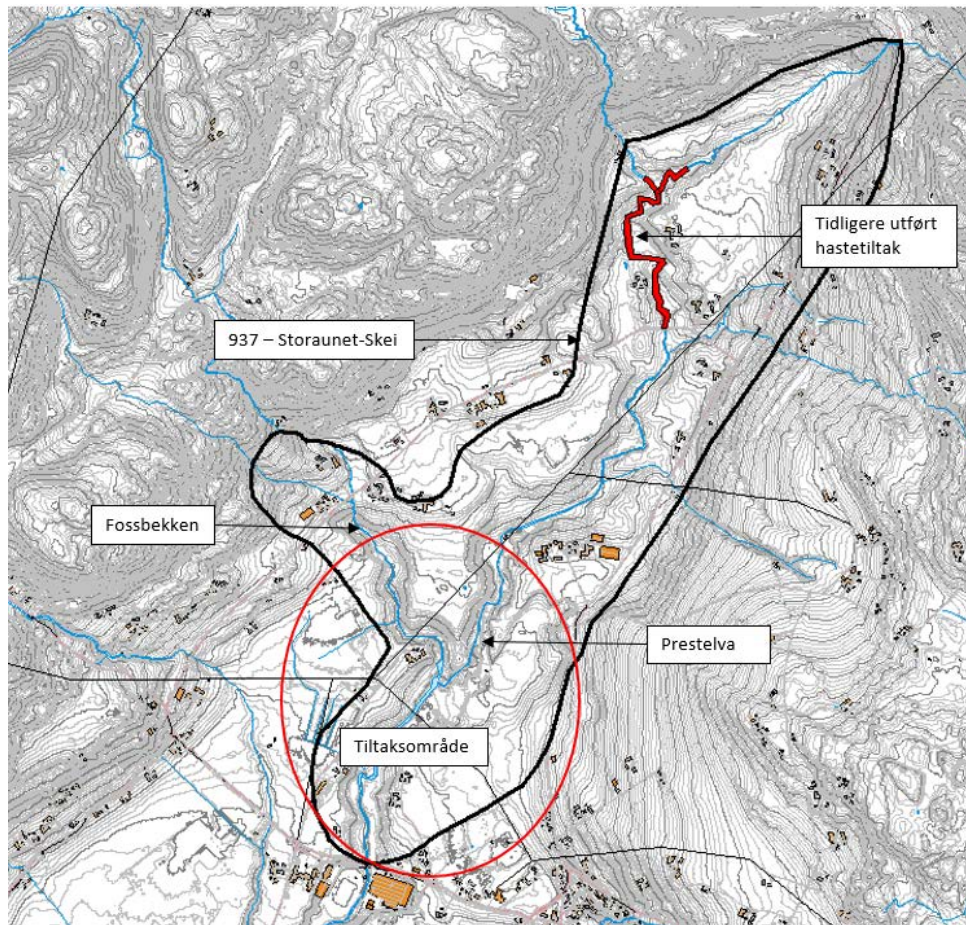 Tidligere utført
hastetiltak
937 – Storaunet-Skei
Fossbekken
Prestelva
Tiltaksområde